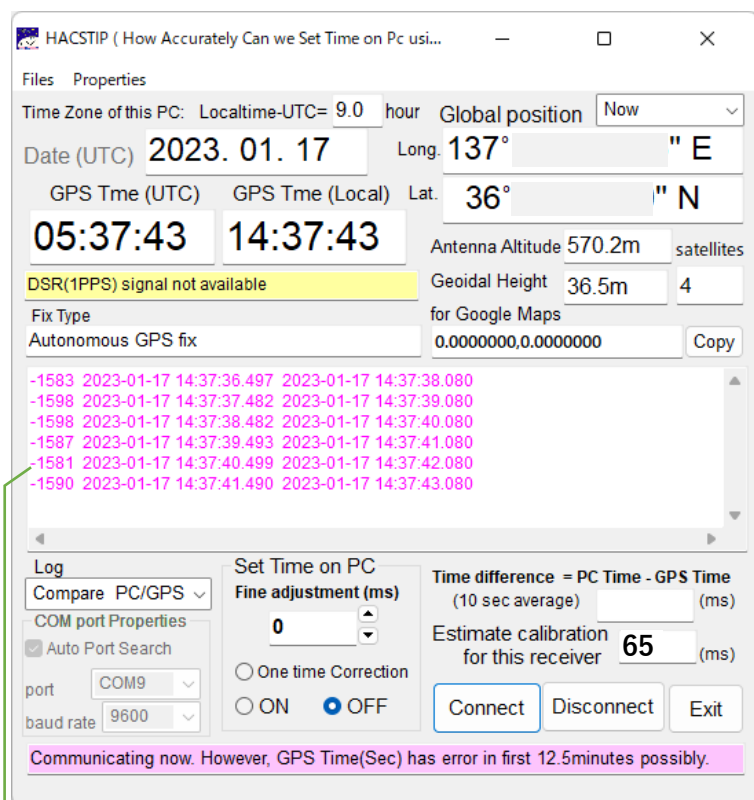 HACSTIP ( How Accurately Can we Set Time on Pc usi...
Files Properties
Time Zone of this PC: Localtime-UTC= 9.0 hour
Global position Now
Date (UTC) 2023. 01. 17
Long. 137° " E
GPS Tme (UTC) GPS Tme (Local)
Lat. 36° " N
05:37:43 14:37:43
Antenna Altitude 570.2m satellites
DSR(1PPS) signal not available
Geoidal Height 36.5m 4
Fix Type
for Google Maps
Autonomous GPS fix
0.0000000,0.0000000 Copy
-1583 2023-01-17 14:37:36.497 2023-01-17 14:37:38.080
-1598 2023-01-17 14:37:37.482 2023-01-17 14:37:39.080
-1598 2023-01-17 14:37:38.482 2023-01-17 14:37:40.080
-1587 2023-01-17 14:37:39.493 2023-01-17 14:37:41.080
-1581 2023-01-17 14:37:40.499 2023-01-17 14:37:42.080
-1590 2023-01-17 14:37:41.490 2023-01-17 14:37:43.080
Log
Compare PC/GPS
COM port Properties
Auto Port Search
port COM9
baud rate 9600
Set Time on PC
Fine adjustment (ms)
0
One time Correction
ON OFF
Time difference = PC Time - GPS Time
(10 sec average) (ms)
Estimate calibration
for this receiver 65 (ms)
Connect Disconnect Exit
Communicating now. However, GPS Time(Sec) has error in first 12.5minutes possibly.